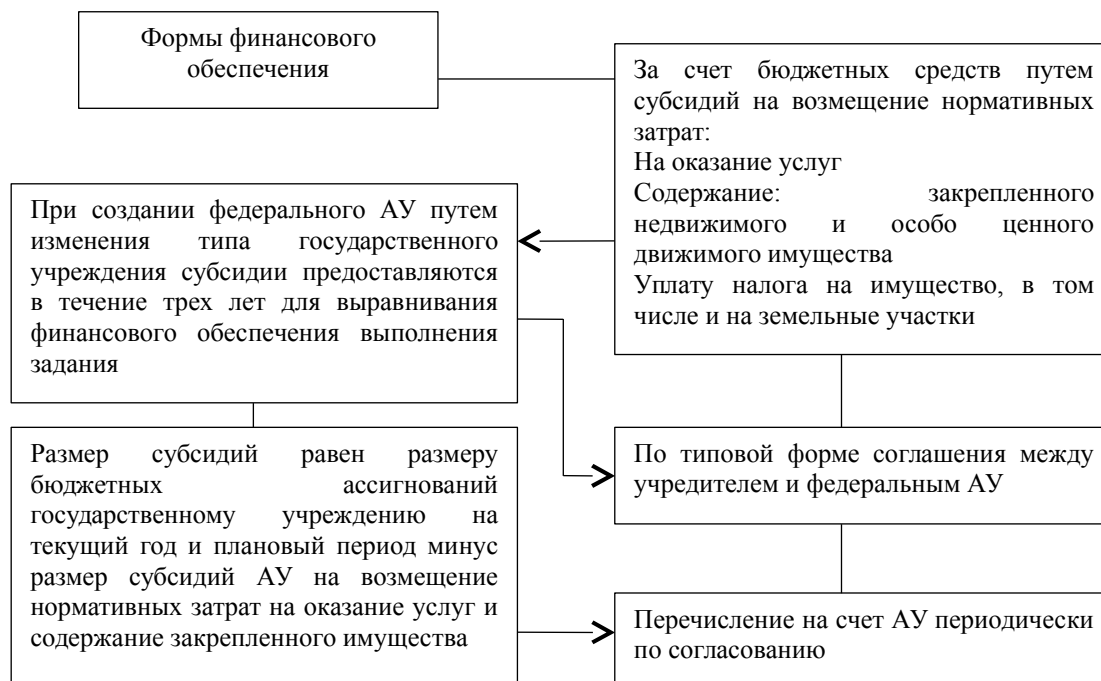 Формы финансового
обеспечения
За счет бюджетных средств путем
субсидий на возмещение нормативных
затрат:
На оказание услуг
Содержание: закрепленного
недвижимого и особо ценного
движимого имущества
Уплату налога на имущество, в том
числе и на земельные участки
При создании федерального АУ путем
изменения типа государственного
учреждения субсидии предоставляются
в течение трех лет для выравнивания
финансового обеспечения выполнения
задания
Размер субсидий равен размеру
бюджетных ассигнований
государственному учреждению на
текущий год и плановый период минус
размер субсидий АУ на возмещение
нормативных затрат на оказание услуг и
содержание закрепленного имущества
По типовой форме соглашения между
учредителем и федеральным АУ
Перечисление на счет АУ периодически
по согласованию